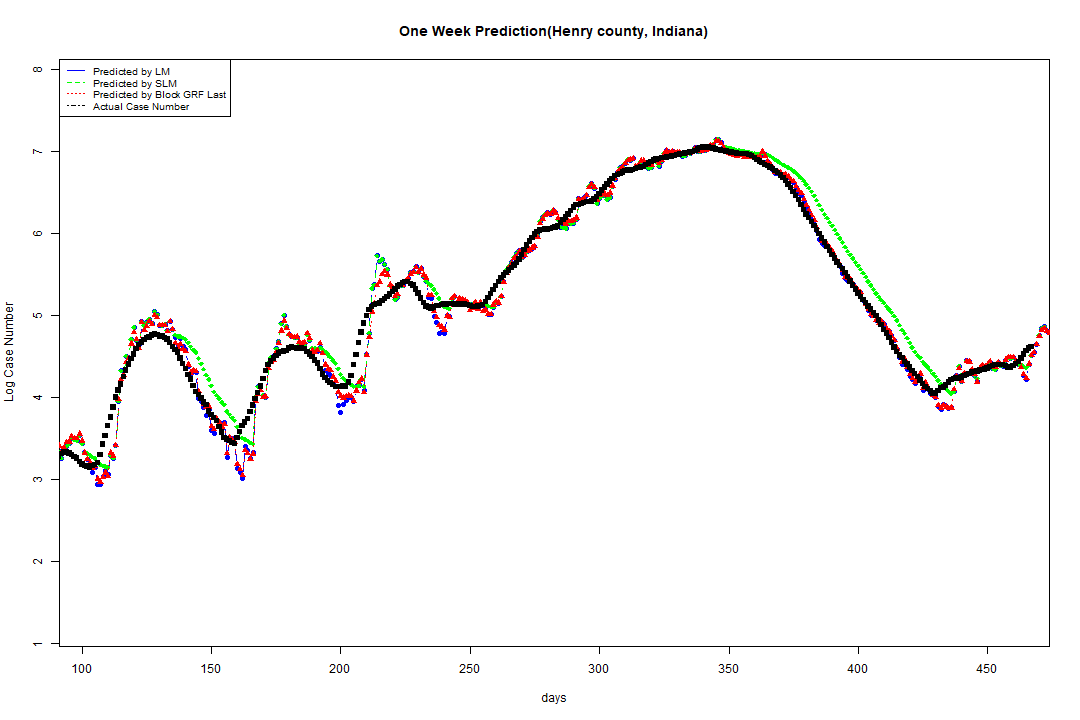 One Week Prediction(Henry county, Indiana)
Predicted by LM
Predicted by SLM
Predicted by Block GRF Last
Actual Case Number
8
7
6
5
4
3
2
1
Log Case Number
100 150 200 250 300 350 400 450
days